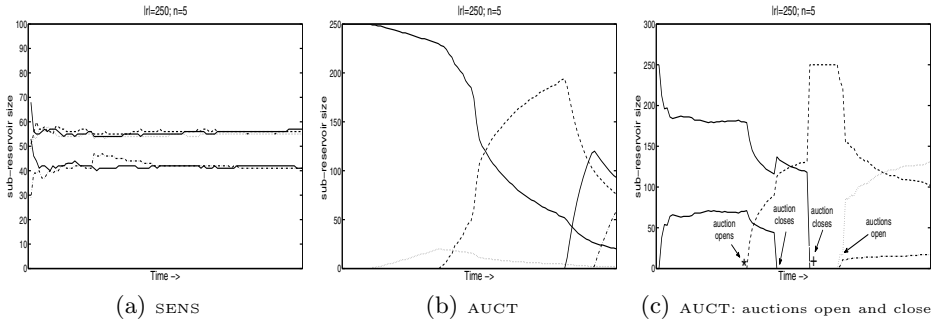 |r|=250; n=5
100
90
80
70
60
50
40
30
20
10
0
sub−reservoir size
Time −>
(a) SENS
|r|=250; n=5
250
200
150
100
50
0
sub−reservoir size
Time −>
(b) AUCT
|r|=250; n=5
300
250
200
150
100
50
0
sub−reservoir size
auction
opens
auction
closes
auction
closes
auctions
open
Time −>
(c) AUCT: auctions open and close